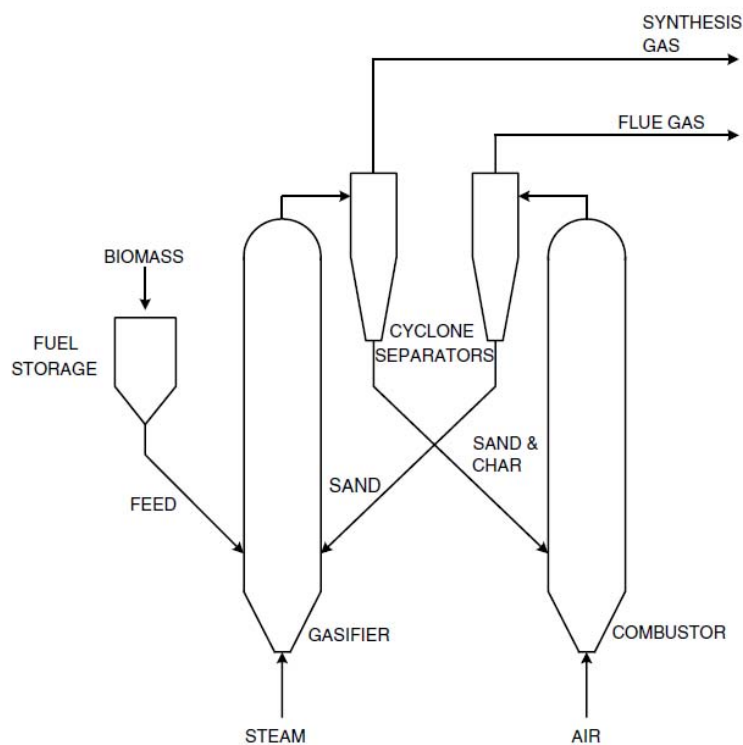 SYNTHESIS
GAS
FLUE GAS
BIOMASS
FUEL
STORAGE
CYCLONE
SEPARATORS
SAND &
CHAR
SAND
FEED
GASIFIER
COMBUSTOR
STEAM
AIR